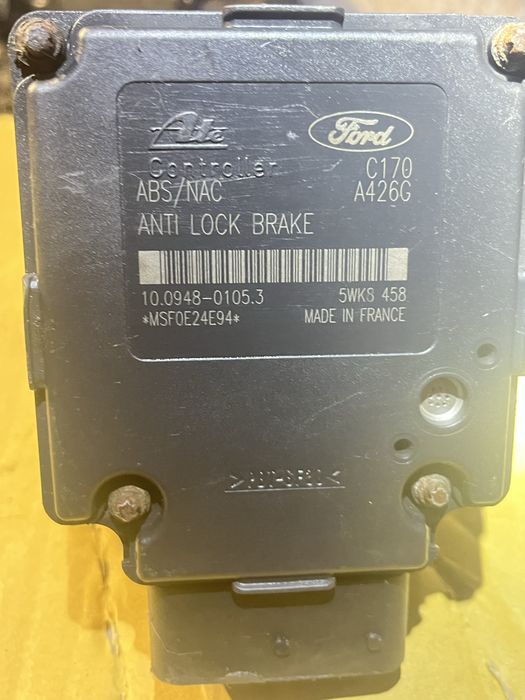 Ate Ford
Controller C170
ABS/NAC A426G
ANTI LOCK BRAKE
10.0948-0105.3 5WK8 458
*MSF0E24E94* MADE IN FRANCE